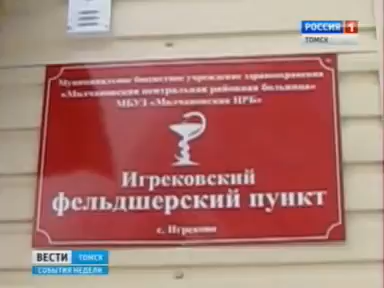 РОССИЯ 1
ТОМСК
Муниципальное бюджетное учреждение здравоохранения
«Молчановская центральная районная больница»
МБУЗ «Молчановская ЦРБ»
Игрековский
фельдшерский пункт
с. Игреково
ВЕСТИ ТОМСК
СОБЫТИЯ НЕДЕЛИ